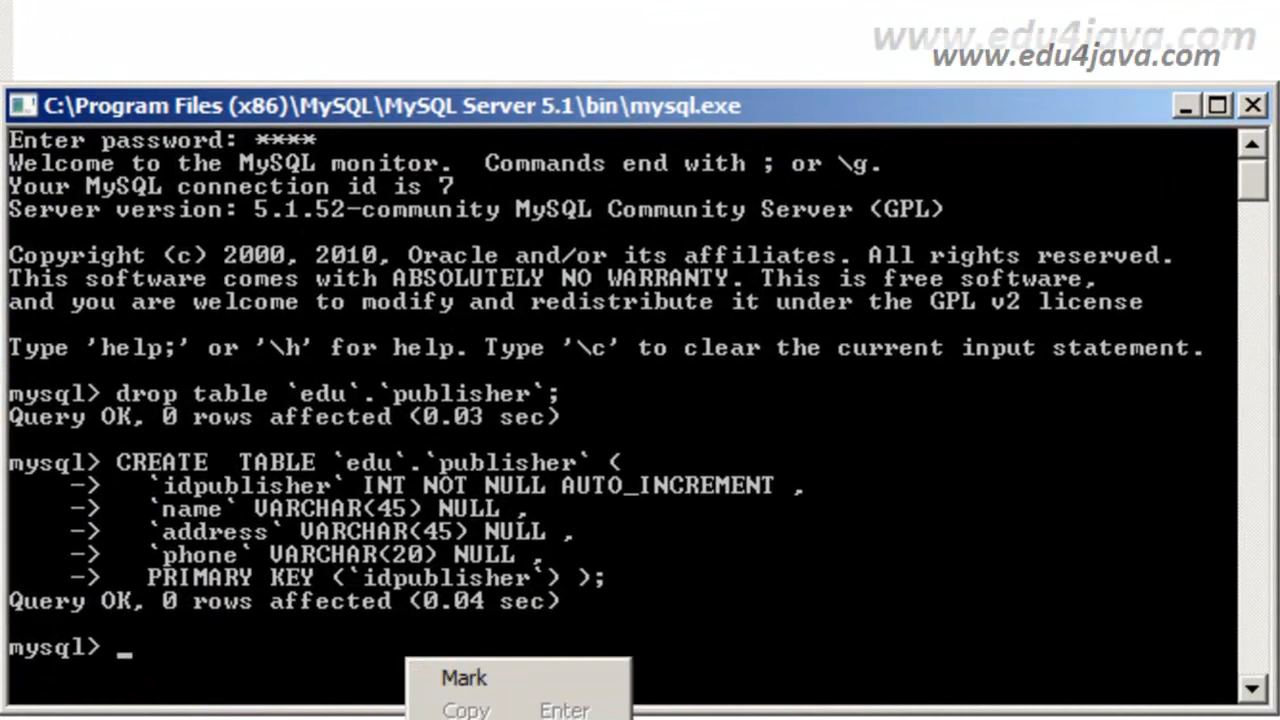 www.edu4java.com
www.edu4java.com
C:\Program Files (x86)\MySQL\MySQL Server 5.1\bin\mysql.exe
Enter password: ****
Welcome to the MySQL monitor.  Commands end with ; or \g.
Your MySQL connection id is 7
Server version: 5.1.52-community MySQL Community Server (GPL)
Copyright (c) 2000, 2010, Oracle and/or its affiliates. All rights reserved.
This software comes with ABSOLUTELY NO WARRANTY. This is free software,
and you are welcome to modify and redistribute it under the GPL v2 license
Type 'help;' or '\h' for help. Type '\c' to clear the current input statement.
mysql> drop table `edu`.`publisher`;
Query OK, 0 rows affected (0.03 sec)
mysql> CREATE  TABLE `edu`.`publisher` (
    ->   `idpublisher` INT NOT NULL AUTO_INCREMENT ,
    ->   `name` VARCHAR(45) NULL ,
    ->   `address` VARCHAR(45) NULL ,
    ->   `phone` VARCHAR(20) NULL ,
    ->   PRIMARY KEY (`idpublisher`) );
Query OK, 0 rows affected (0.04 sec)
mysql> _
Mark
Copy Enter